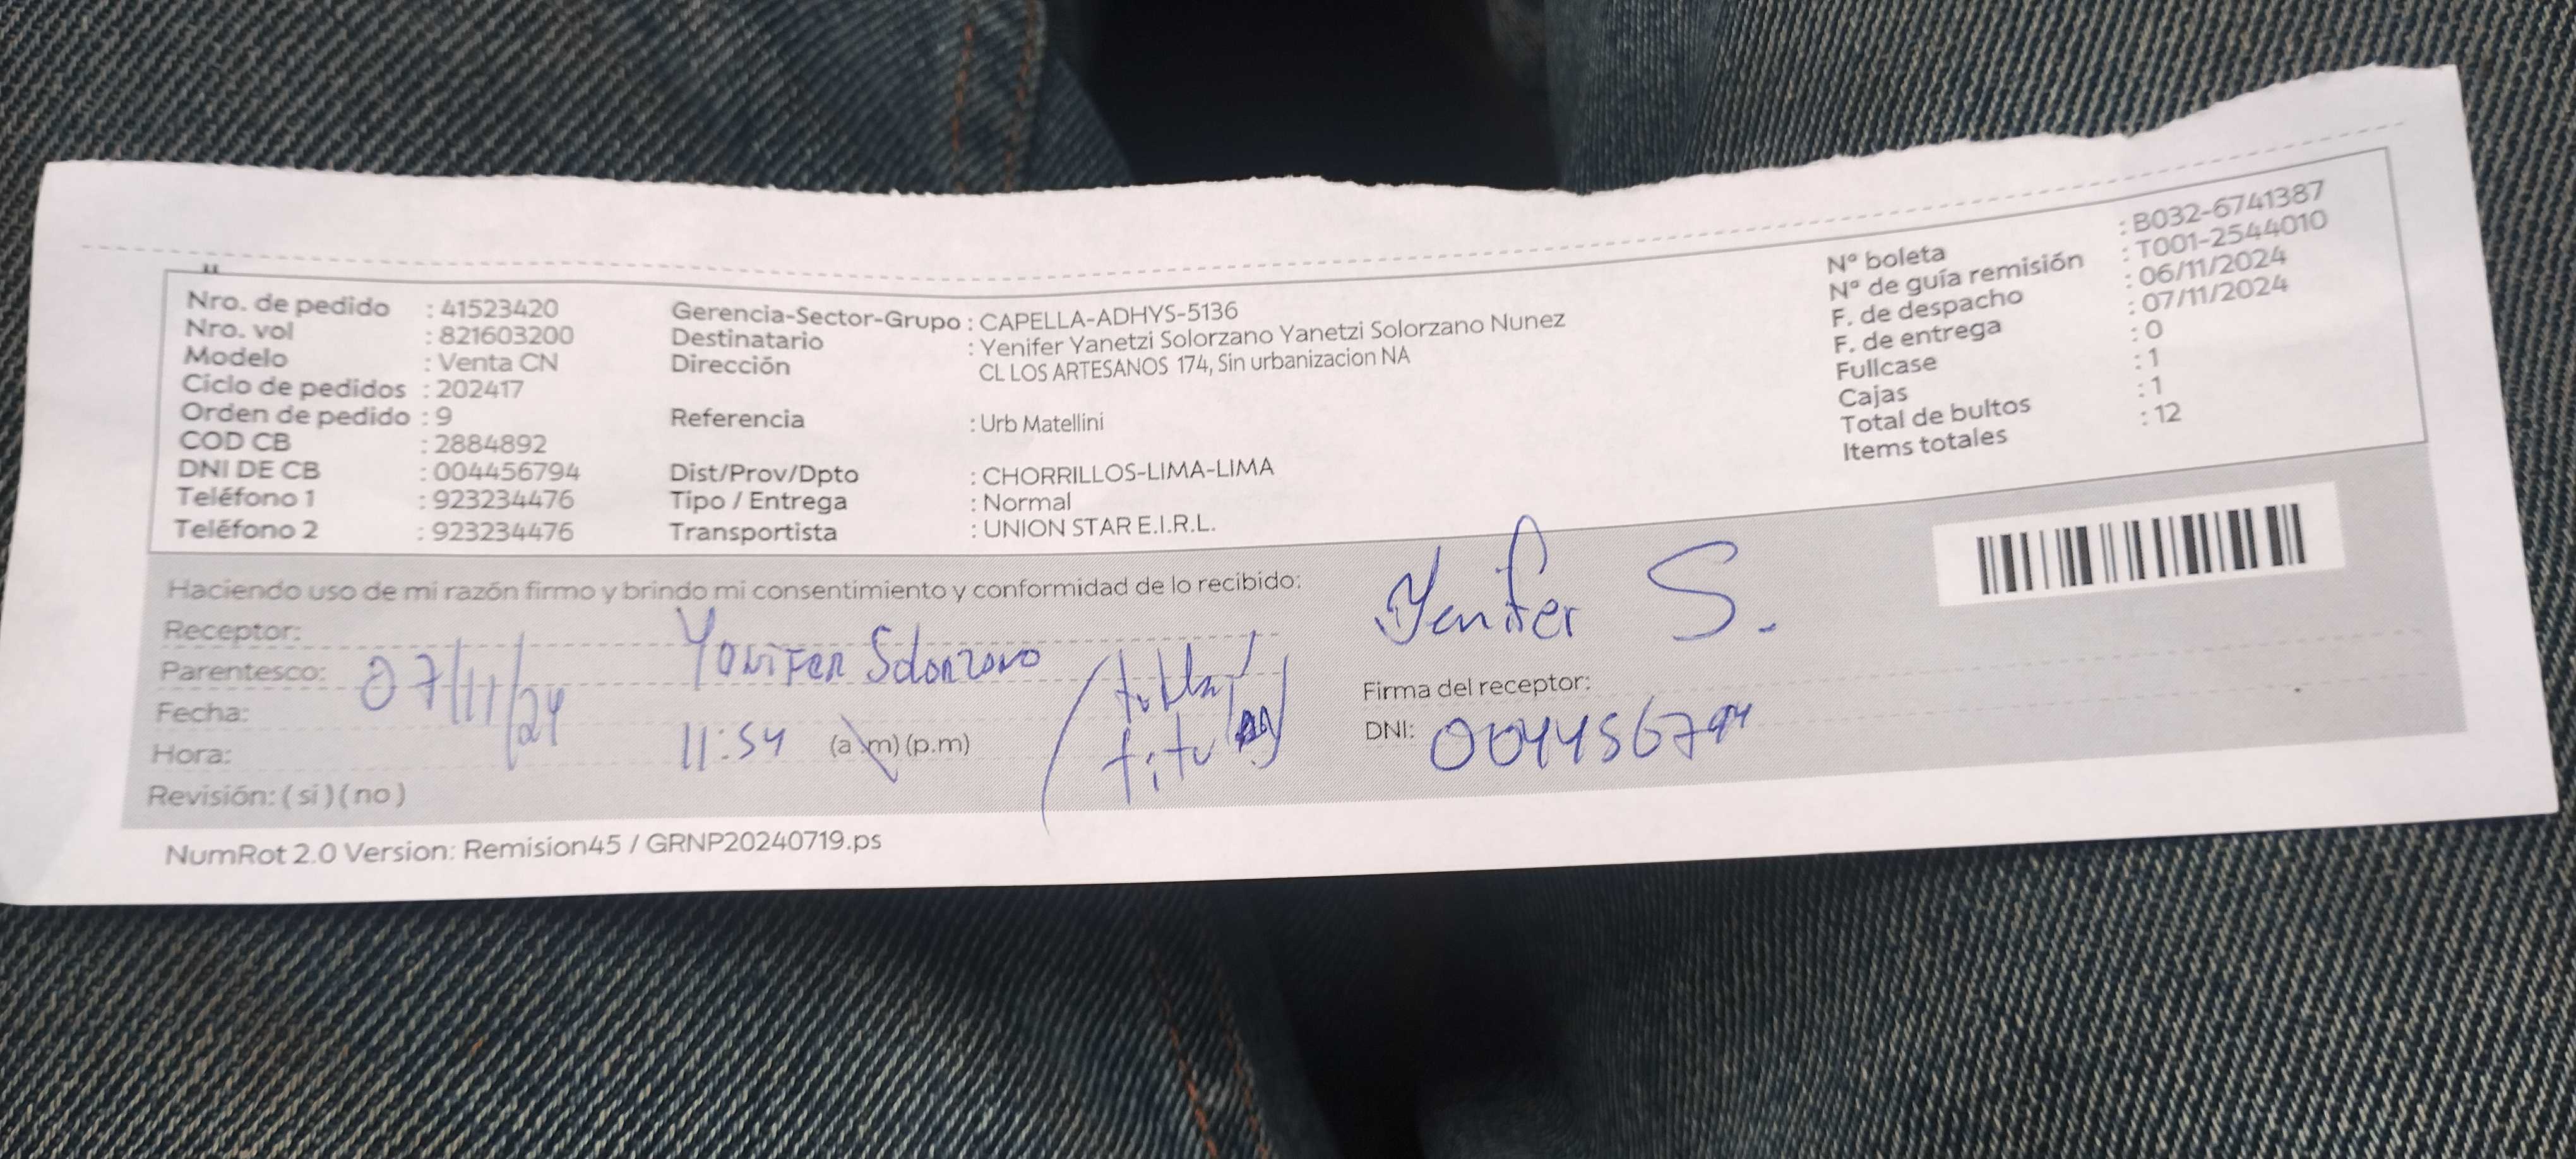 Nro. de pedido : 41523420
Nro. vol : 821603200
Modelo : Venta CN
Ciclo de pedidos : 202417
Orden de pedido : 9
COD CB : 2884892
DNI DE CB : 004456794
Teléfono 1 : 923234476
Teléfono 2 : 923234476
Gerencia-Sector-Grupo : CAPELLA-ADHYS-5136
Destinatario : Yenifer Yanetzi Solorzano Yanetzi Solorzano Nunez
Dirección CL LOS ARTESANOS 174, Sin urbanizacion NA
Referencia : Urb Matellini
Dist/Prov/Dpto : CHORRILLOS-LIMA-LIMA
Tipo / Entrega : Normal
Transportista : UNION STAR E.I.R.L.
Nº boleta : B032-6741387
Nº de guía remisión : T001-2544010
F. de despacho : 06/11/2024
F. de entrega : 07/11/2024
Fullcase : 0
Cajas : 1
Total de bultos : 1
Items totales : 12
Haciendo uso de mi razón firmo y brindo mi consentimiento y conformidad de lo recibido:
Receptor: Yenifer Solorzano
Parentesco:
Fecha: 07/11/24
Hora: 11:54 (a.m) (p.m)
Revisión: ( si ) ( no )
Yenifer S.
Firma del receptor:
DNI: 004456794
NumRot 2.0 Version: Remision45 / GRNP20240719.ps